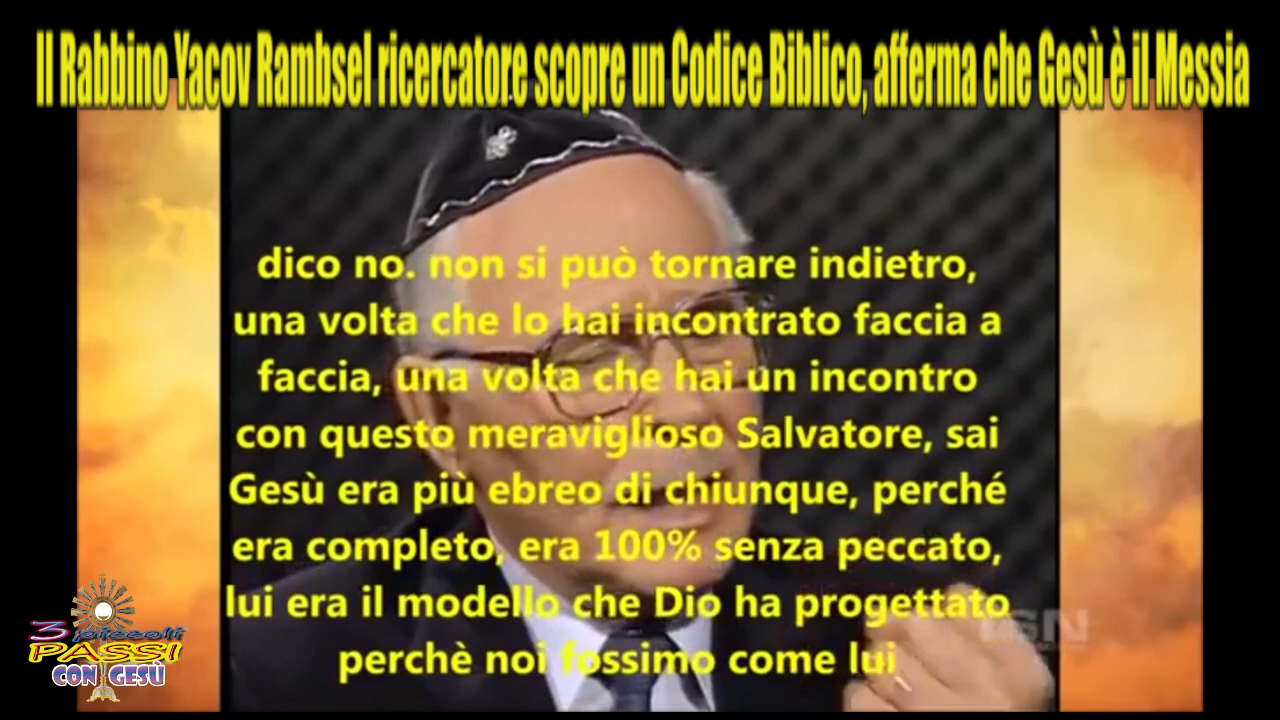 Il Rabbino Yacov Rambsel ricercatore scopre un Codice Biblico, afferma che Gesù è il Messia
dico no. non si può tornare indietro,
una volta che lo hai incontrato faccia a
faccia, una volta che hai un incontro
con questo meraviglioso Salvatore, sai
Gesù era più ebreo di chiunque, perché
era completo, era 100% senza peccato,
lui era il modello che Dio ha progettato
perchè noi fossimo come lui
3 piccoli
PASSI
CON GESÙ